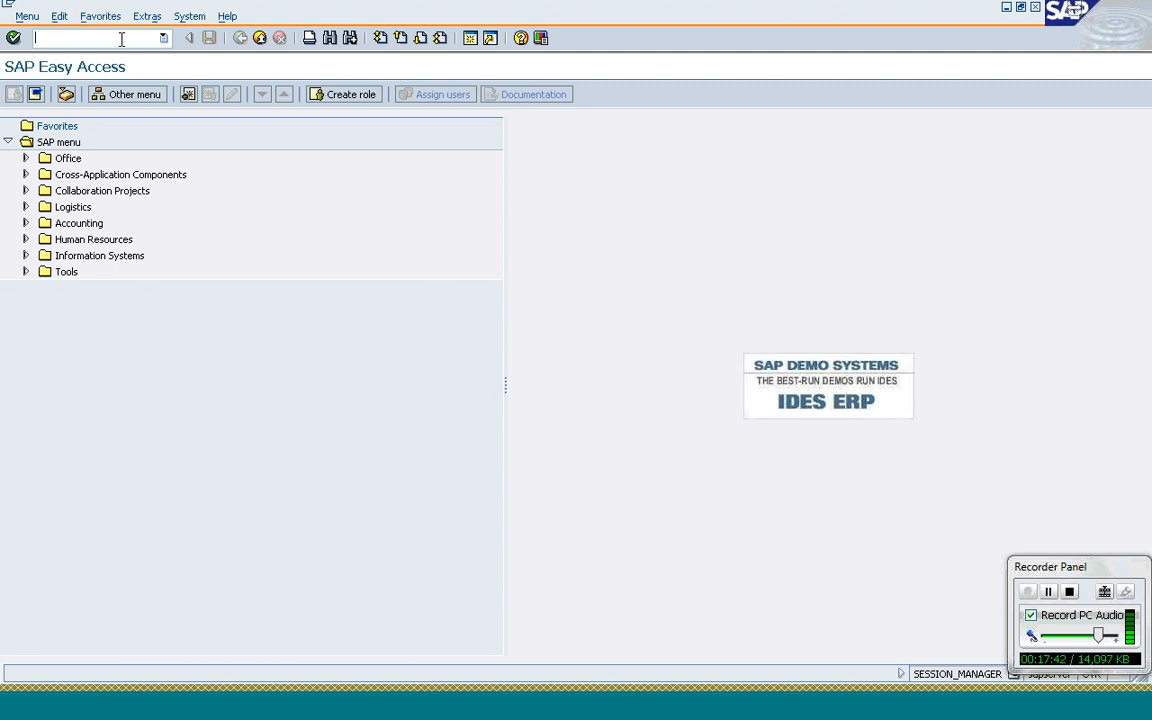 Menu Edit Favorites Extras System Help
SAP
SAP Easy Access
Other menu Create role Assign users Documentation
Favorites
SAP menu
Office
Cross-Application Components
Collaboration Projects
Logistics
Accounting
Human Resources
Information Systems
Tools
SAP DEMO SYSTEMS
THE BEST-RUN DEMOS RUN IDES
IDES ERP
Recorder Panel
Record PC Audio
00:17:42 / 14,097 KB
SESSION_MANAGER